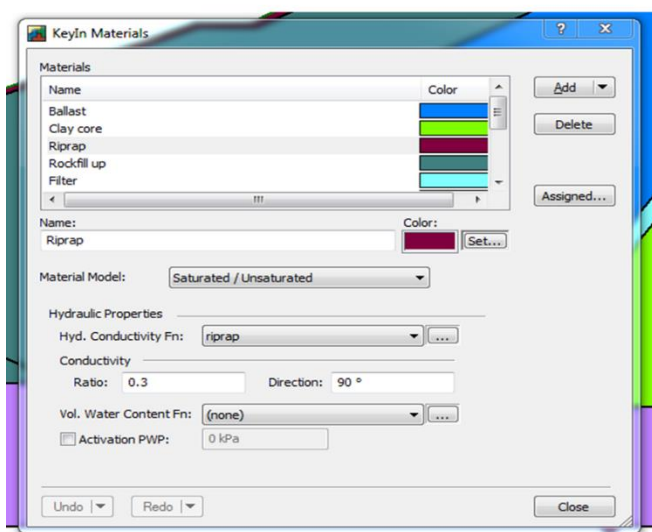 KeyIn Materials
Materials
Name Color
Ballast
Clay core
Riprap
Rockfill up
Filter
Add
Delete
Assigned...
Name: Color:
Riprap Set...
Material Model: Saturated / Unsaturated
Hydraulic Properties
Hyd. Conductivity Fn: riprap ...
Conductivity
Ratio: 0.3 Direction: 90 °
Vol. Water Content Fn: (none) ...
Activation PWP: 0 kPa
Undo Redo Close